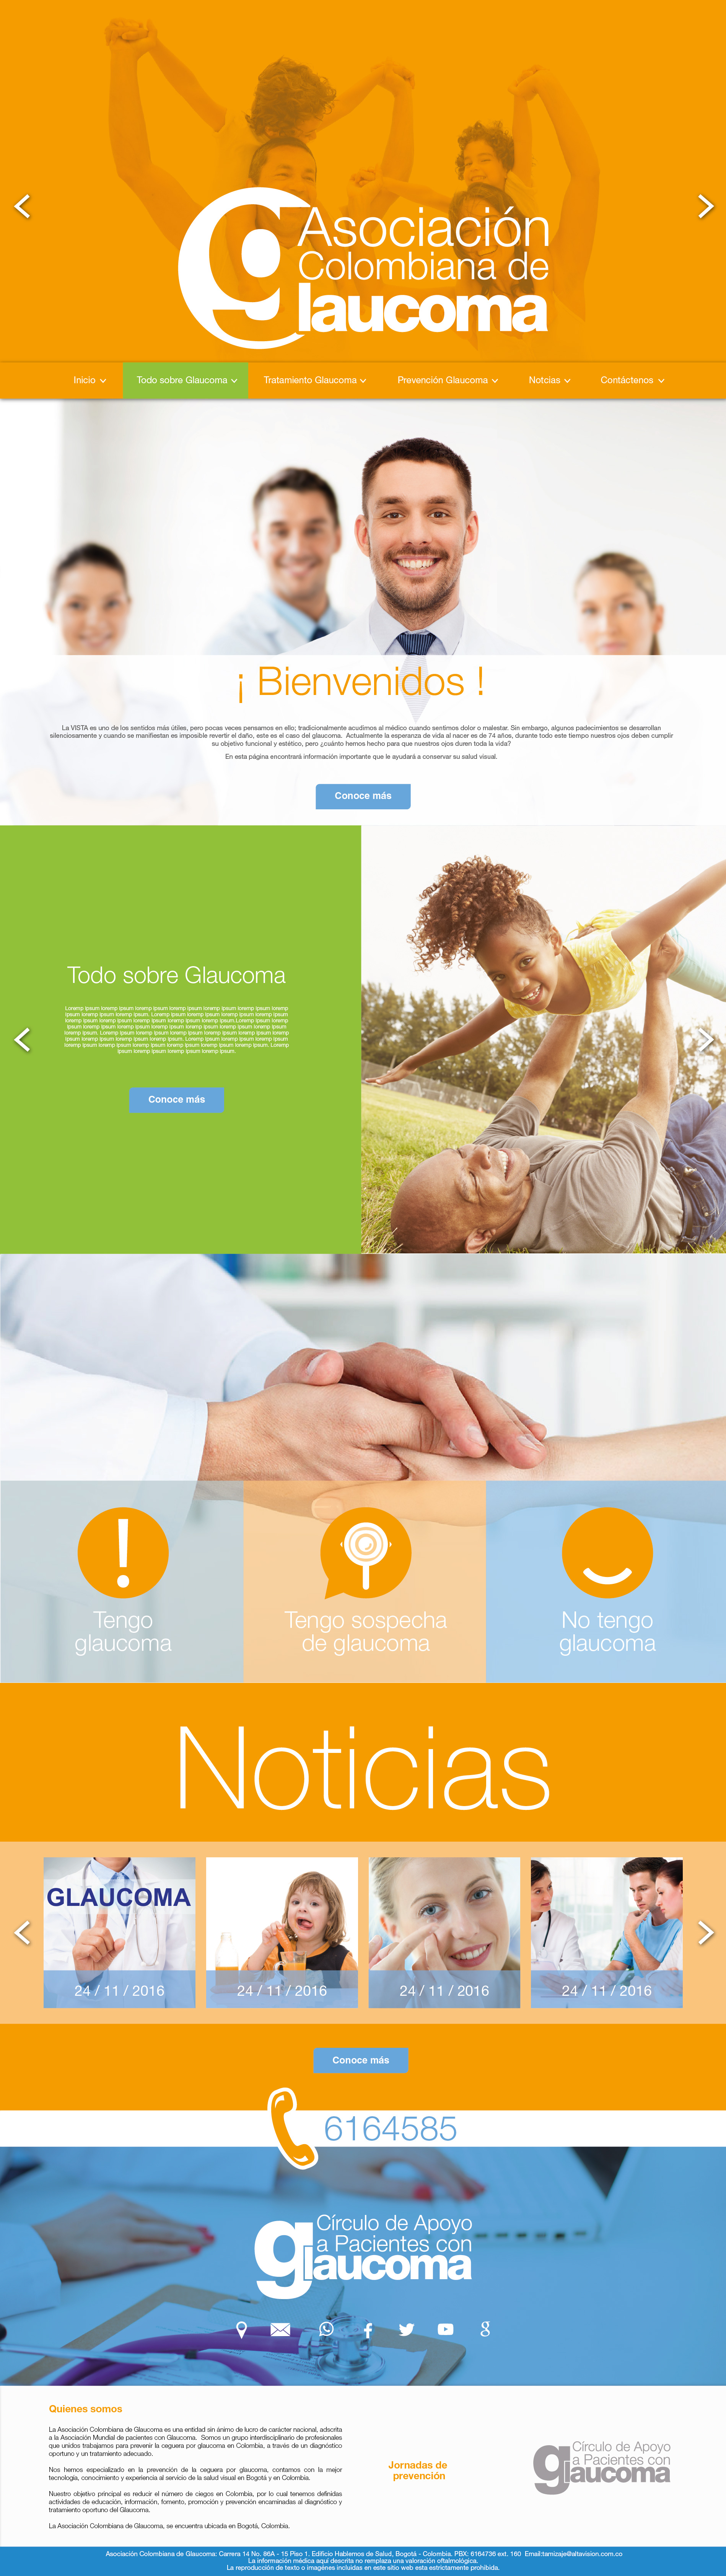 Asociación
Colombiana de
glaucoma
Inicio
Todo sobre Glaucoma
Tratamiento Glaucoma
Prevención Glaucoma
Notcias
Contáctenos
¡ Bienvenidos !
La VISTA es uno de los sentidos más útiles, pero pocas veces pensamos en ello; tradicionalmente acudimos al médico cuando sentimos dolor o malestar. Sin embargo, algunos padecimientos se desarrollan
silenciosamente y cuando se manifiestan es imposible revertir el daño, este es el caso del glaucoma. Actualmente la esperanza de vida al nacer es de 74 años, durante todo este tiempo nuestros ojos deben cumplir
su objetivo funcional y estético, pero ¿cuánto hemos hecho para que nuestros ojos duren toda la vida?
En esta página encontrará información importante que le ayudará a conservar su salud visual.
Conoce más
Todo sobre Glaucoma
Conoce más
Tengo
glaucoma
Tengo sospecha
de glaucoma
No tengo
glaucoma
Noticias
GLAUCOMA
24 / 11 / 2016
24 / 11 / 2016
24 / 11 / 2016
24 / 11 / 2016
Conoce más
6164585
Círculo de Apoyo
a Pacientes con
glaucoma
Quienes somos
La Asociación Colombiana de Glaucoma es una entidad sin ánimo de lucro de carácter nacional, adscrita
a la Asociación Mundial de pacientes con Glaucoma. Somos un grupo interdisciplinario de profesionales
que unidos trabajamos para prevenir la ceguera por glaucoma en Colombia, a través de un diagnóstico
oportuno y un tratamiento adecuado.
Nos hemos especializado en la prevención de la ceguera por glaucoma, contamos con la mejor
tecnología, conocimiento y experiencia al servicio de la salud visual en Bogotá y en Colombia.
Nuestro objetivo principal es reducir el número de ciegos en Colombia, por lo cual tenemos definidas
actividades de educación, información, fomento, promoción y prevención encaminadas al diagnóstico y
tratamiento oportuno del Glaucoma.
La Asociación Colombiana de Glaucoma, se encuentra ubicada en Bogotá, Colombia.
Jornadas de
prevención
Círculo de Apoyo
a Pacientes con
glaucoma
Asociación Colombiana de Glaucoma: Carrera 14 No. 86A - 15 Piso 1. Edificio Hablemos de Salud, Bogotá - Colombia. PBX: 6164736 ext. 160 Email:tamizaje@altavision.com.co
La información médica aquí descrita no remplaza una valoración oftalmológica.
La reproducción de texto o imagénes incluidas en este sitio web esta estrictamente prohibida.